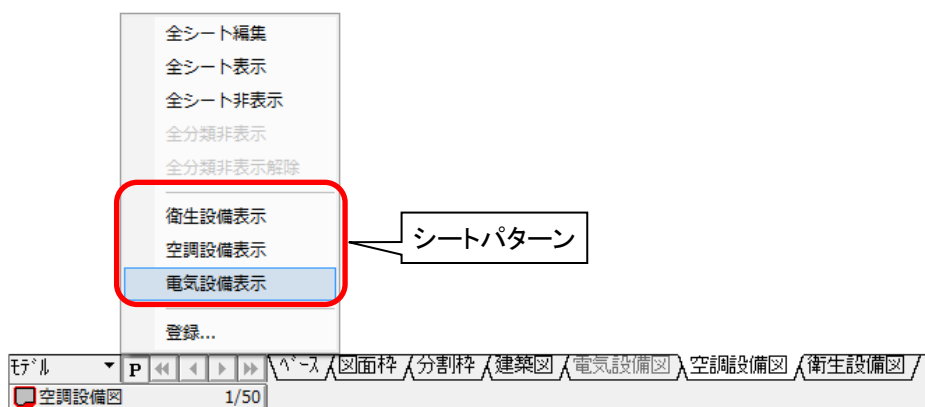 全シート編集
全シート表示
全シート非表示
全分類非表示
全分類非表示解除
衛生設備表示
空調設備表示
電気設備表示
登録...
シートパターン
ﾓﾃﾞﾙ P ﾍﾞｰｽ 図面枠 分割枠 建築図 電気設備図 空調設備図 衛生設備図
空調設備図 1/50